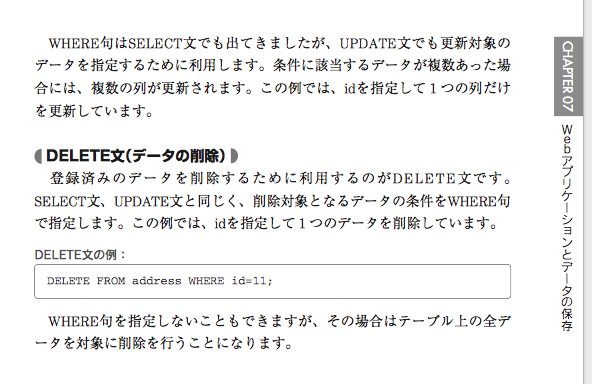 WHERE句はSELECT文でも出てきましたが、UPDATE文でも更新対象の
データを指定するために利用します。条件に該当するデータが複数あった場
合には、複数の列が更新されます。この例では、idを指定して１つの列だけ
を更新しています。
DELETE文(データの削除)
登録済みのデータを削除するために利用するのがDELETE文です。
SELECT文、UPDATE文と同じく、削除対象となるデータの条件をWHERE句
で指定します。この例では、idを指定して１つのデータを削除しています。
DELETE文の例：
DELETE FROM address WHERE id=11;
WHERE句を指定しないこともできますが、その場合はテーブル上の全デ
ータを対象に削除を行うことになります。
CHAPTER 07
Webアプリケーションとデータの保存